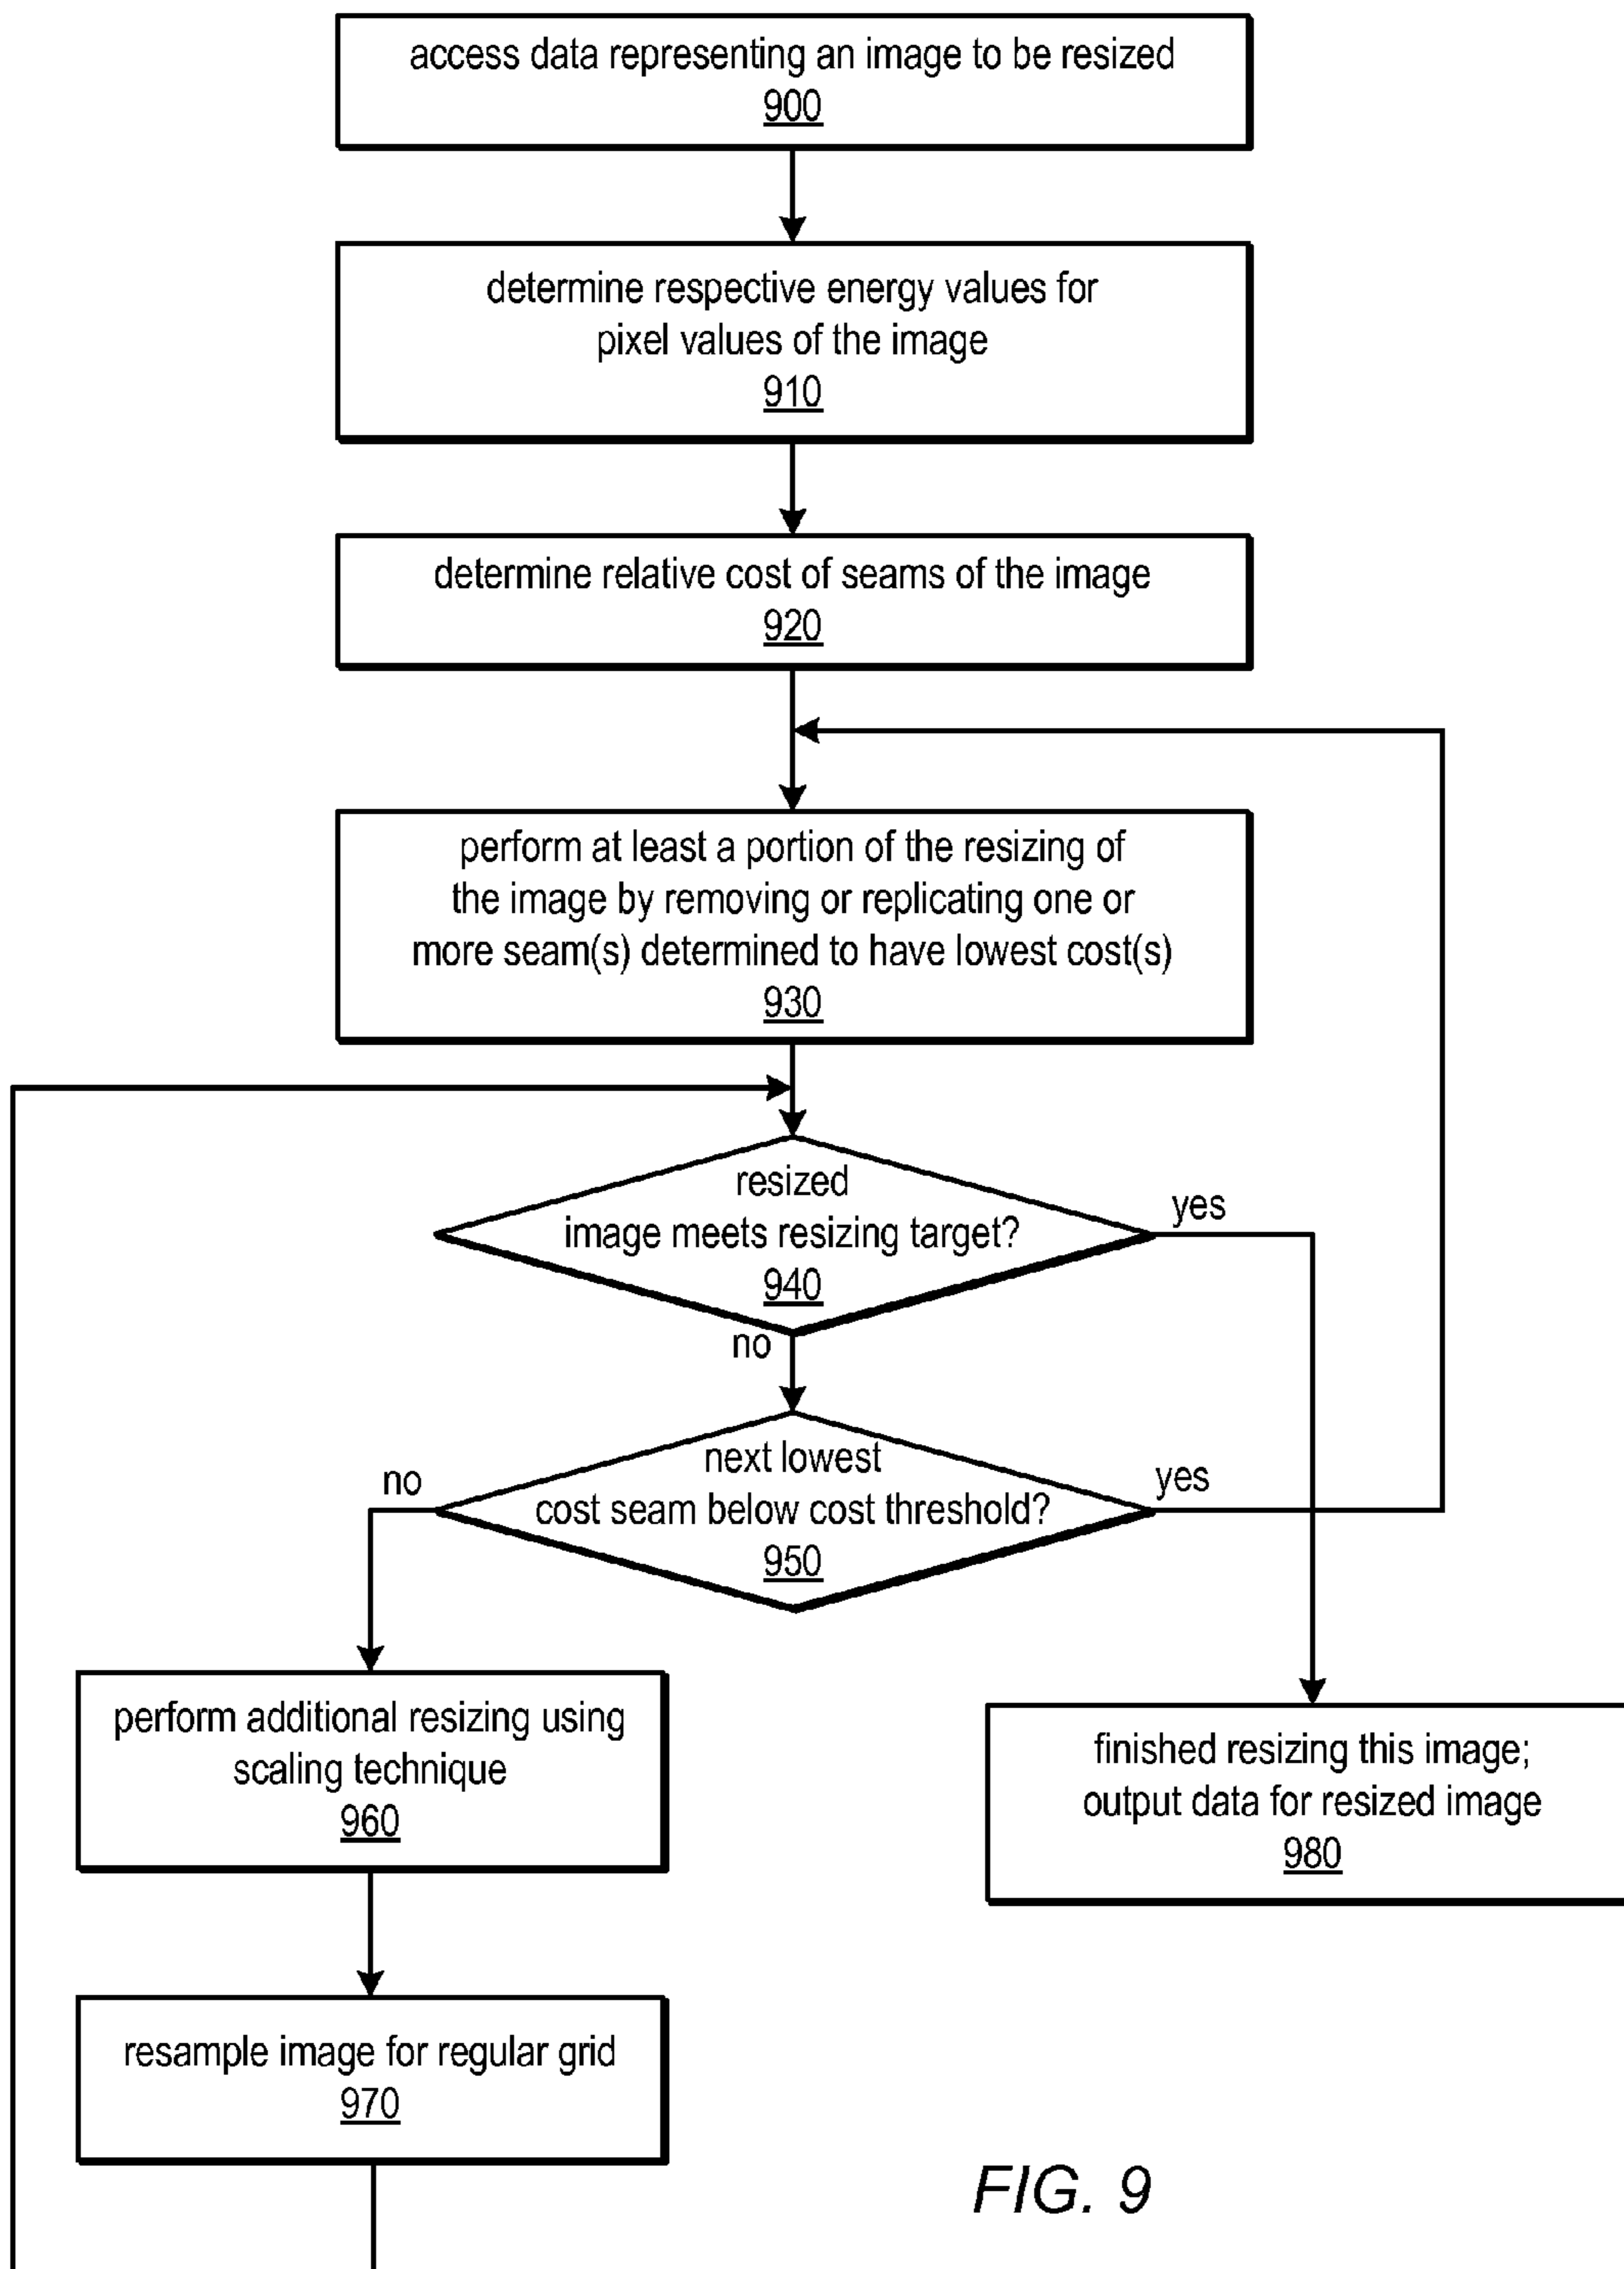 access data representing an image to be resized
900
determine respective energy values for
pixel values of the image
910
determine relative cost of seams of the image
920
perform at least a portion of the resizing of
the image by removing or replicating one or
more seam(s) determined to have lowest cost(s)
930
resized
image meets resizing target?
940
yes
no
next lowest
cost seam below cost threshold?
950
no
yes
perform additional resizing using
scaling technique
960
finished resizing this image;
output data for resized image
980
resample image for regular grid
970
FIG. 9